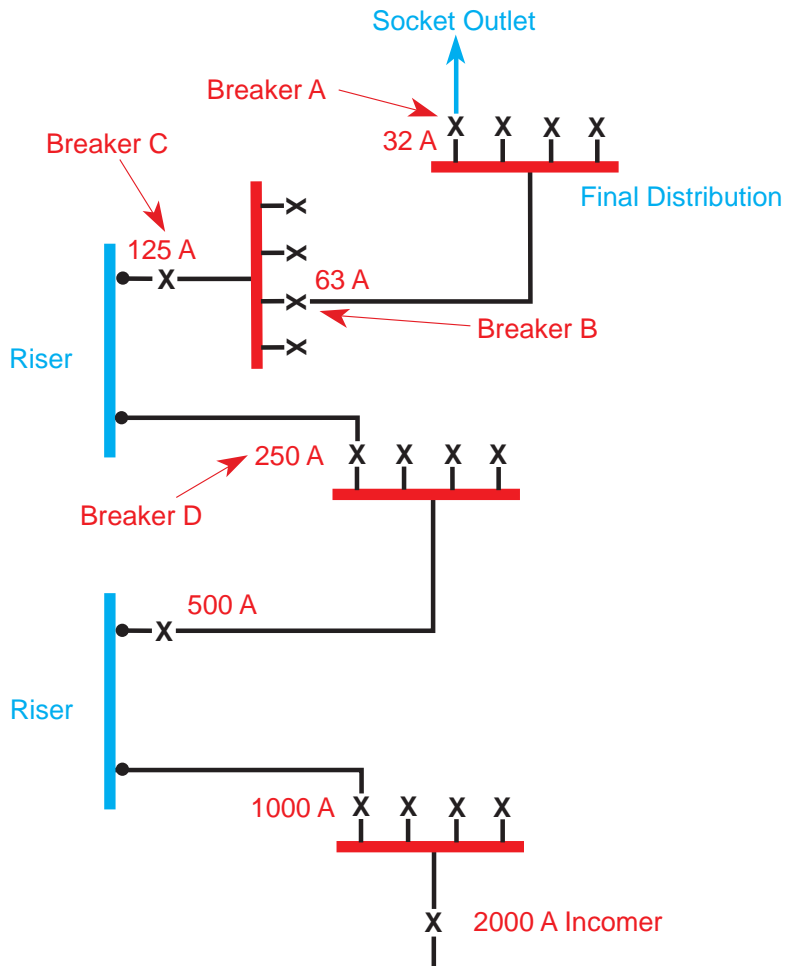 Socket Outlet
Breaker A
32 A
Breaker C
Final Distribution
125 A
63 A
Breaker B
Riser
250 A
Breaker D
500 A
Riser
1000 A
2000 A Incomer